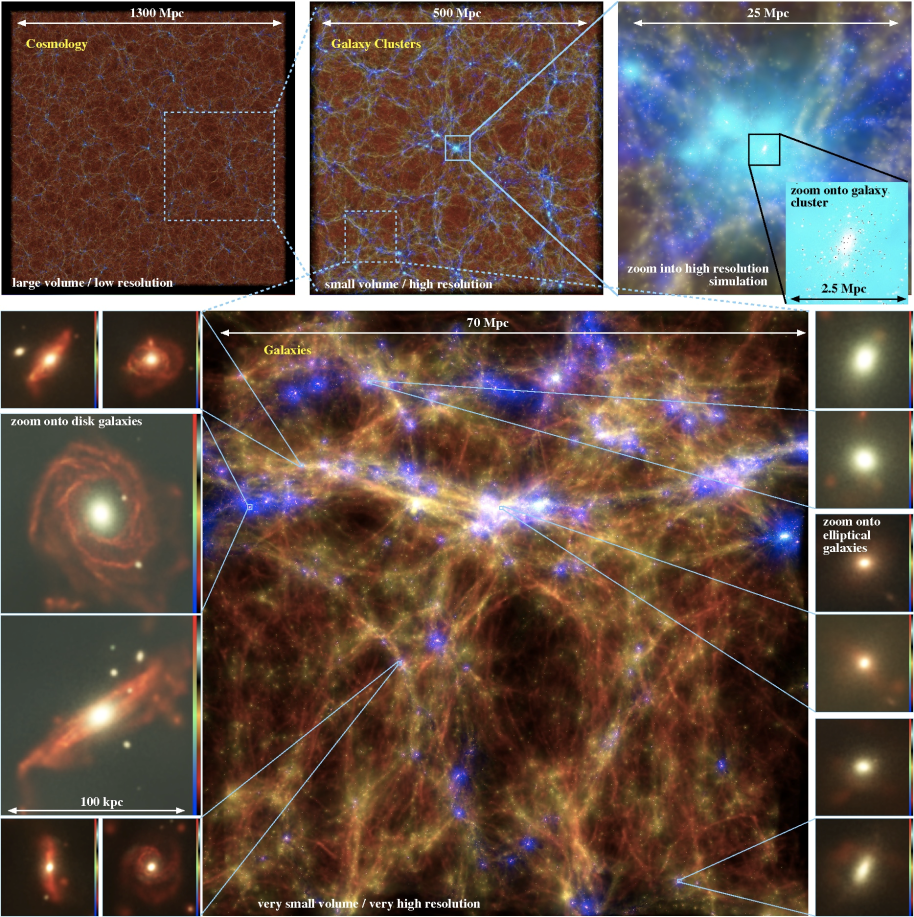 1300 Mpc
Cosmology
large volume / low resolution
500 Mpc
Galaxy Clusters
small volume / high resolution
25 Mpc
zoom onto galaxy
cluster
zoom into high resolution
simulation
2.5 Mpc
70 Mpc
Galaxies
zoom onto disk galaxies
zoom onto
elliptical
galaxies
100 kpc
very small volume / very high resolution